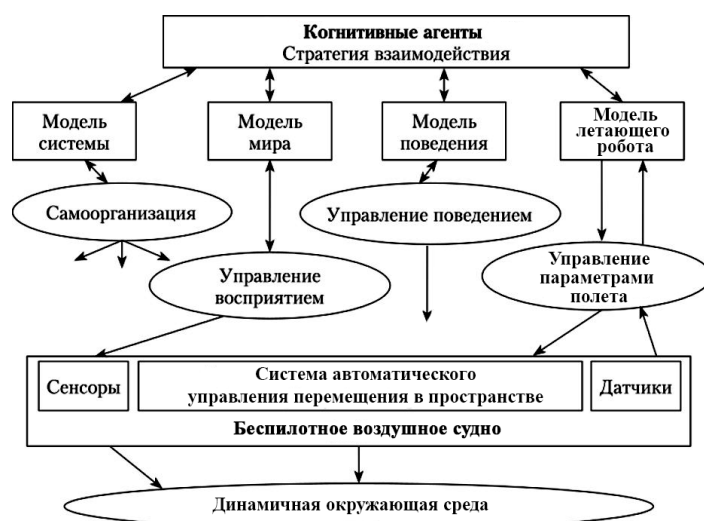 Когнитивные агенты
Стратегия взаимодействия
Модель
системы
Модель
мира
Модель
поведения
Модель
летающего
робота
Самоорганизация
Управление поведением
Управление
восприятием
Управление
параметрами
полета
Сенсоры
Система автоматического
управления перемещения в пространстве
Датчики
Беспилотное воздушное судно
Динамичная окружающая среда